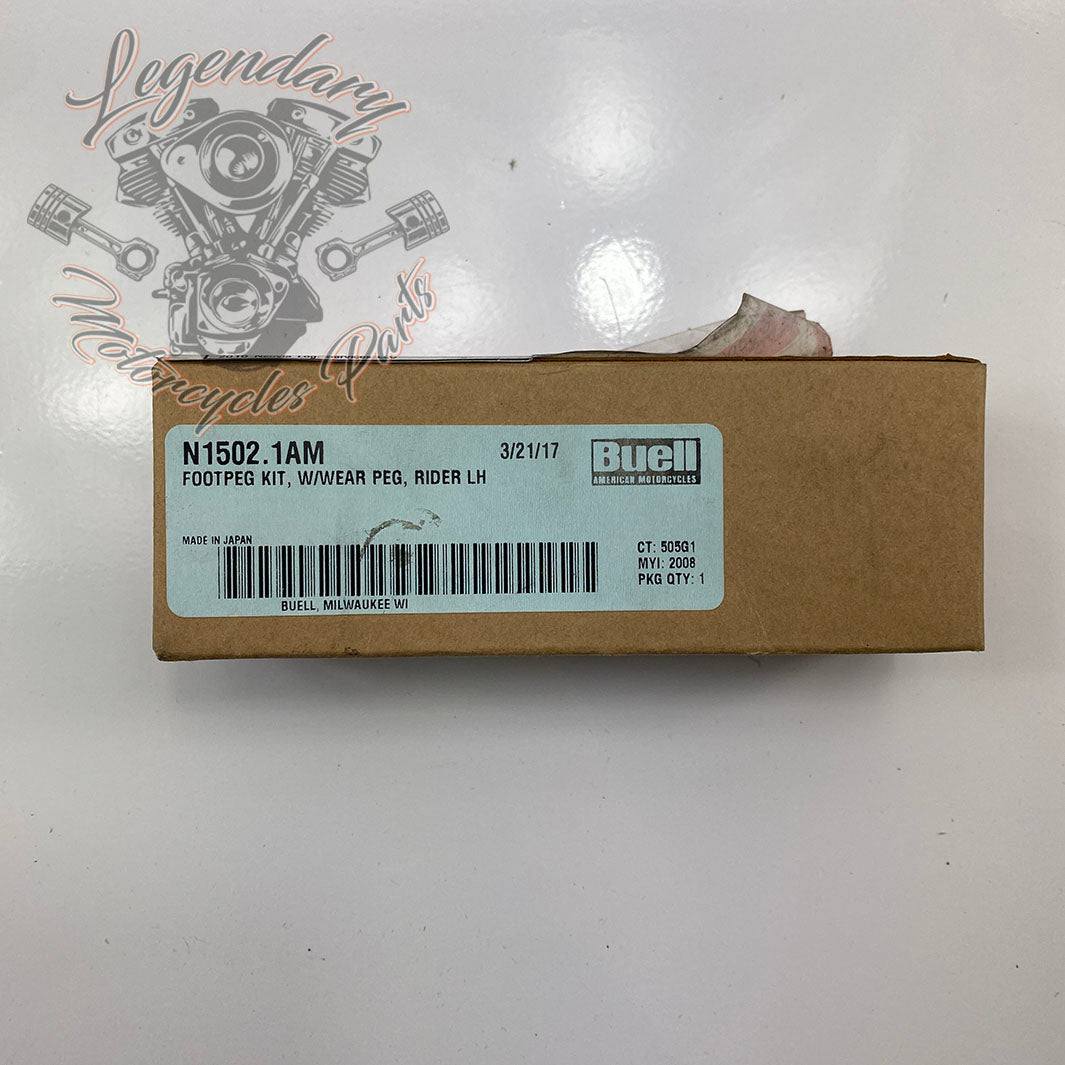 Legendary
Motorcycles Parts
N1502.1AM 3/21/17 Buell
FOOTPEG KIT, W/WEAR PEG, RIDER LH AMERICAN MOTORCYCLES
MADE IN JAPAN
CT: 505G1
MYI: 2008
PKG QTY: 1
BUELL, MILWAUKEE WI